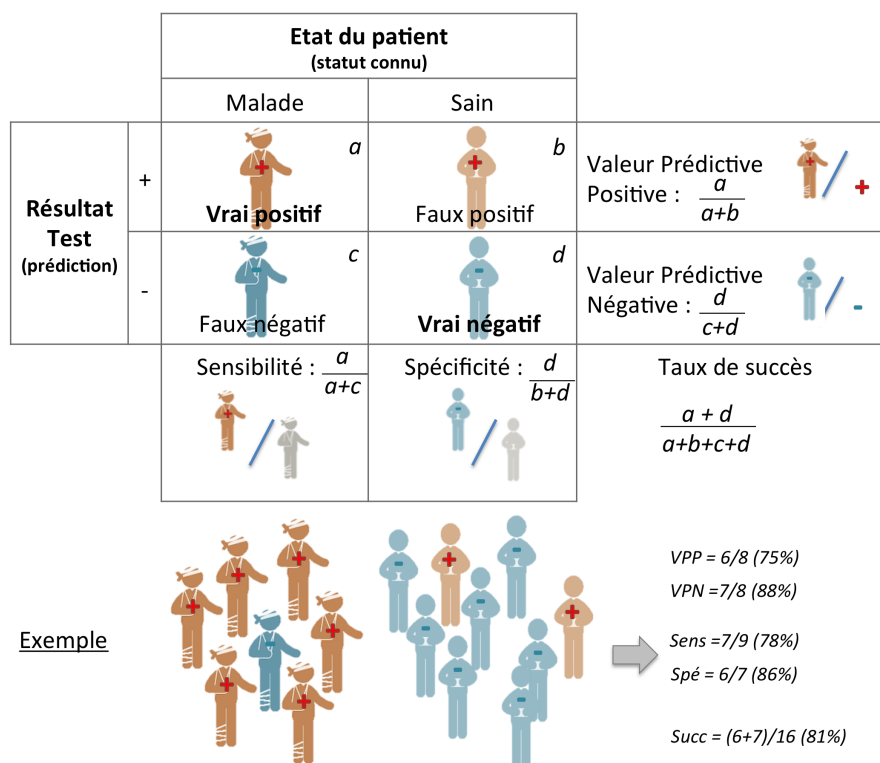 Etat du patient
(statut connu)
Malade
Sain
Résultat
Test
(prédiction)
+
a
Vrai positif
b
Faux positif
Valeur Prédictive
Positive : a
a+b
-
c
Faux négatif
d
Vrai négatif
Valeur Prédictive
Négative : d
c+d
Sensibilité : a
a+c
Spécificité : d
b+d
Taux de succès
a + d
a+b+c+d
Exemple
VPP = 6/8 (75%)
VPN =7/8 (88%)
Sens =7/9 (78%)
Spé = 6/7 (86%)
Succ = (6+7)/16 (81%)